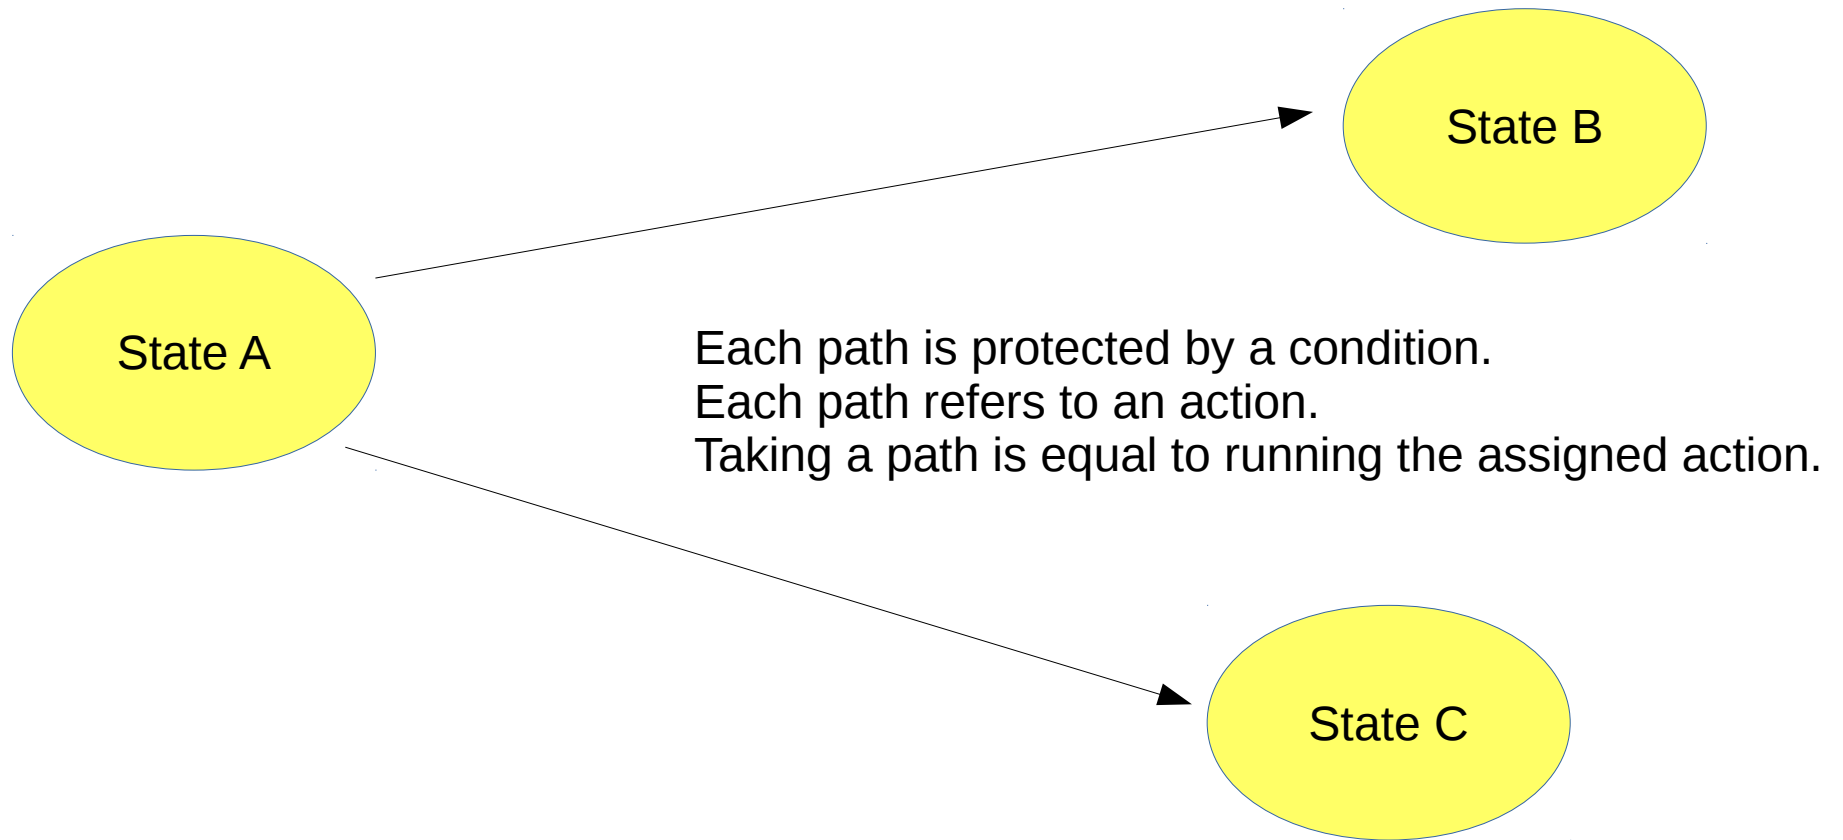 State B
State A
Each path is protected by a condition.
Each path refers to an action.
Taking a path is equal to running the assigned action.
State C